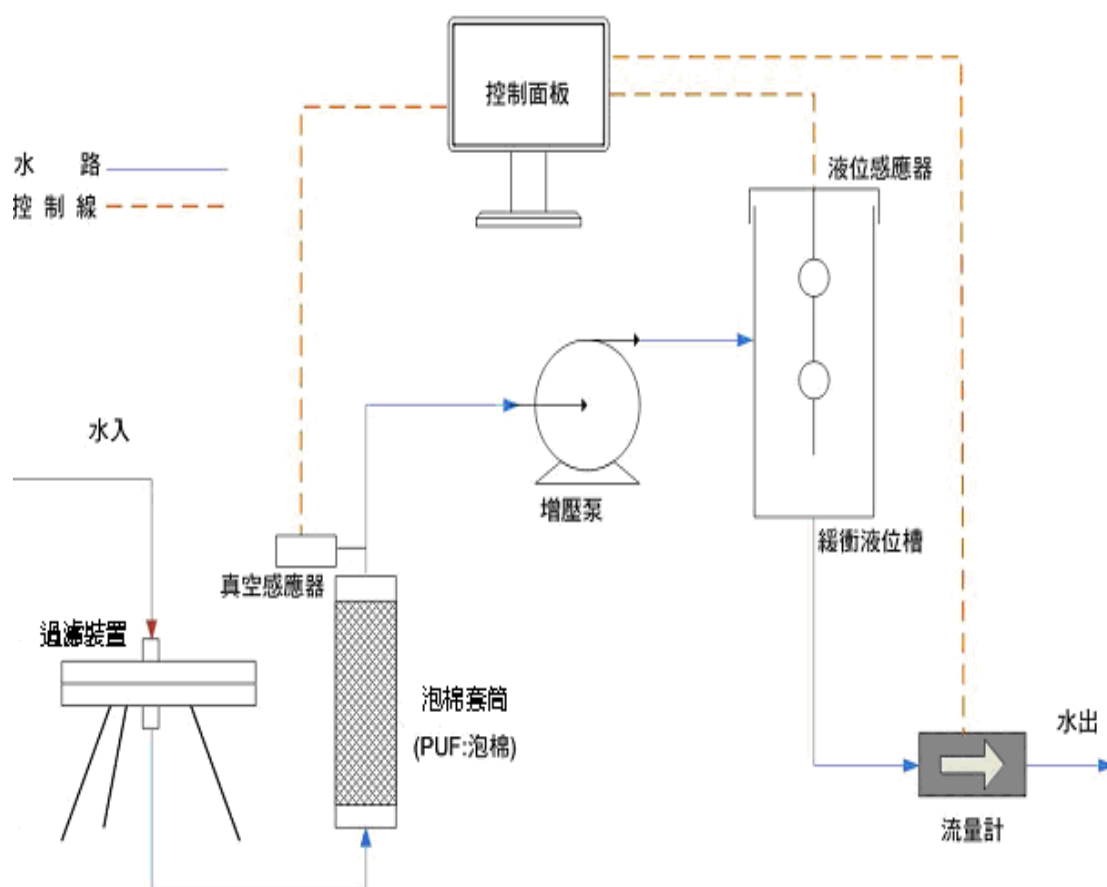 控制面板
水 路
控 制 線
液位感應器
水入
增壓泵
緩衝液位槽
真空感應器
過濾裝置
泡棉套筒
(PUF:泡棉)
水出
流量計